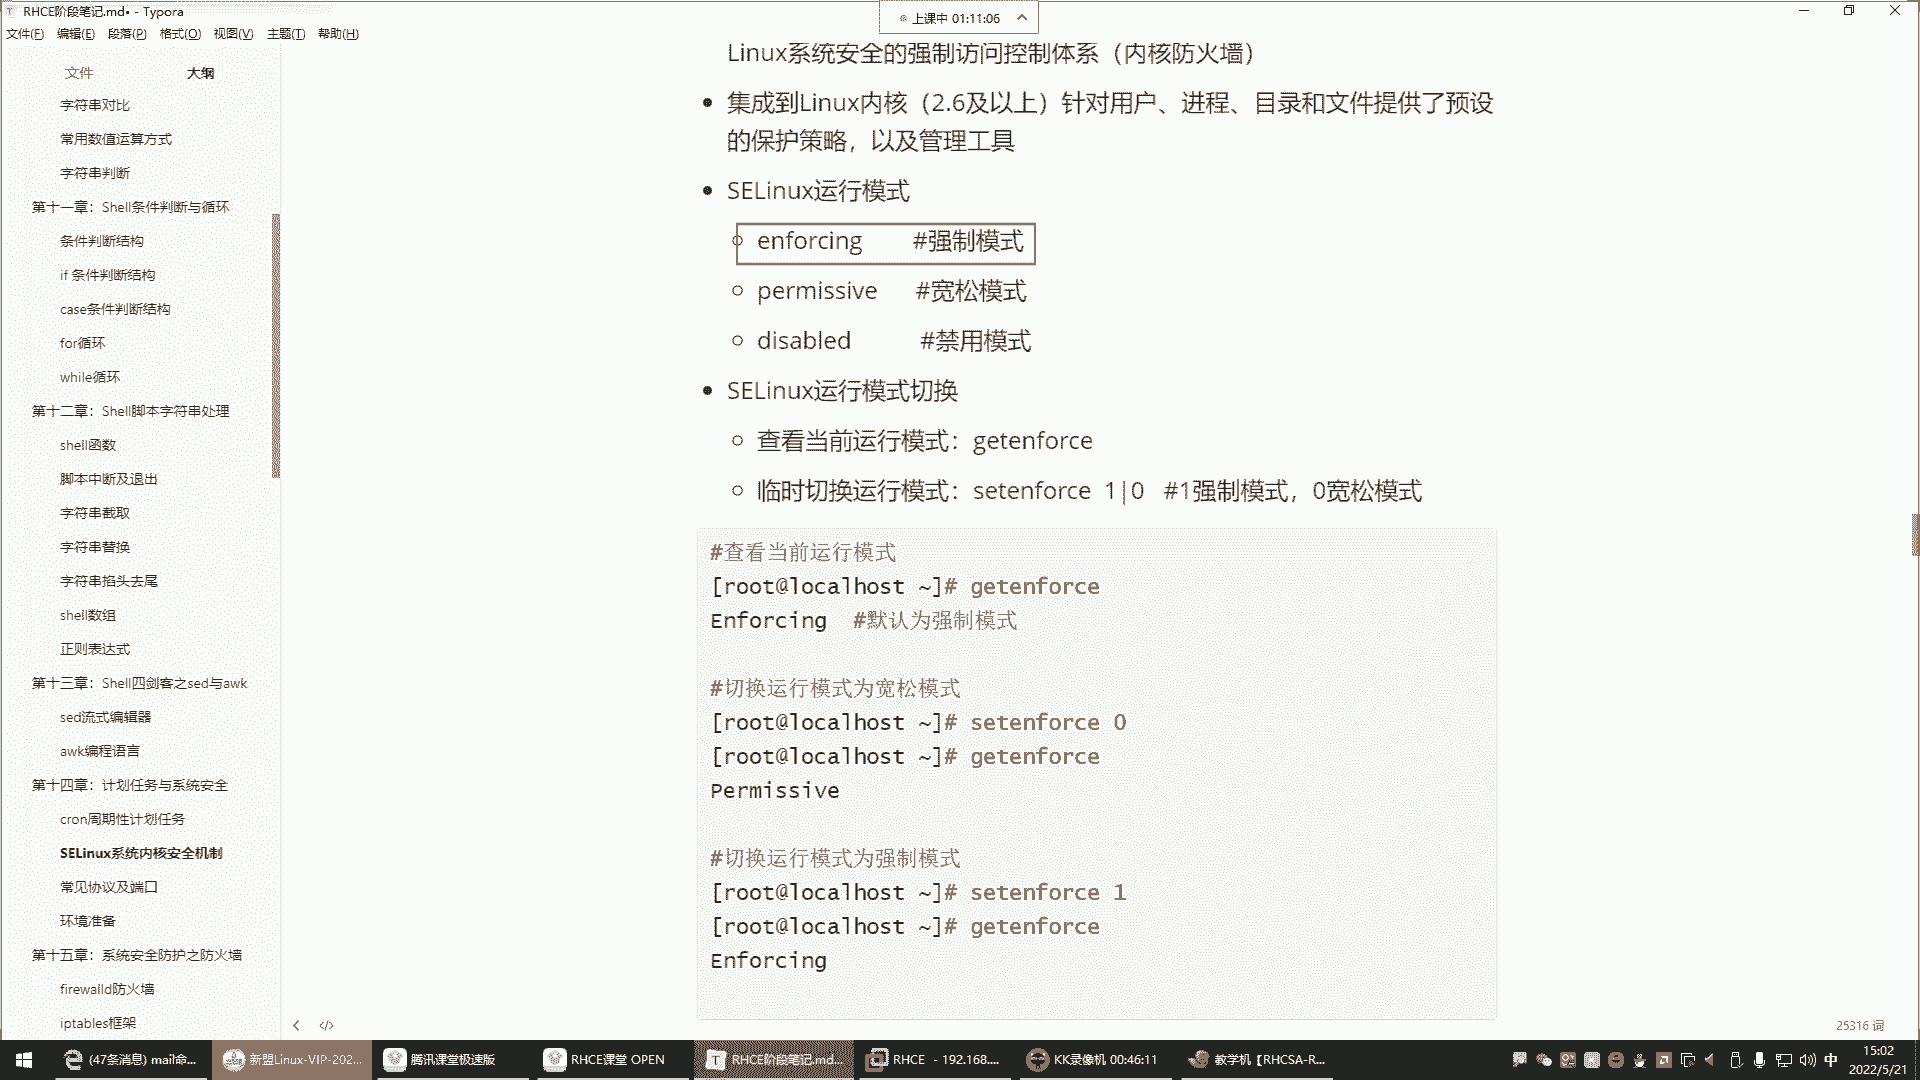 RHCE阶段笔记.md• - Typora
上课中 01:11:06
文件(F) 编辑(E) 段落(P) 格式(O) 视图(V) 主题(T) 帮助(H)
文件 大纲
字符串对比
常用数值运算方式
字符串判断
第十一章：Shell条件判断与循环
条件判断结构
if 条件判断结构
case条件判断结构
for循环
while循环
第十二章：Shell脚本字符串处理
shell函数
脚本中断及退出
字符串截取
字符串替换
字符串掐头去尾
shell数组
正则表达式
第十三章：Shell四剑客之sed与awk
sed流式编辑器
awk编程语言
第十四章：计划任务与系统安全
cron周期性计划任务
SELinux系统内核安全机制
常见协议及端口
环境准备
第十五章：系统安全防护之防火墙
firewalld防火墙
iptables框架
Linux系统安全的强制访问控制体系（内核防火墙）
集成到Linux内核（2.6及以上）针对用户、进程、目录和文件提供了预设
的保护策略，以及管理工具
SELinux运行模式
enforcing #强制模式
permissive #宽松模式
disabled #禁用模式
SELinux运行模式切换
查看当前运行模式：getenforce
临时切换运行模式：setenforce 1|0 #1强制模式，0宽松模式
#查看当前运行模式
[root@localhost ~]# getenforce
Enforcing #默认为强制模式
#切换运行模式为宽松模式
[root@localhost ~]# setenforce 0
[root@localhost ~]# getenforce
Permissive
#切换运行模式为强制模式
[root@localhost ~]# setenforce 1
[root@localhost ~]# getenforce
Enforcing
25316 词
(47条消息) mail命... 新盟Linux-VIP-202... 腾讯课堂极速版 RHCE课堂 OPEN RHCE阶段笔记.md... RHCE - 192.168.... KK录像机 00:46:11 教学机【RHCSA-R... 中 15:02
2022/5/21